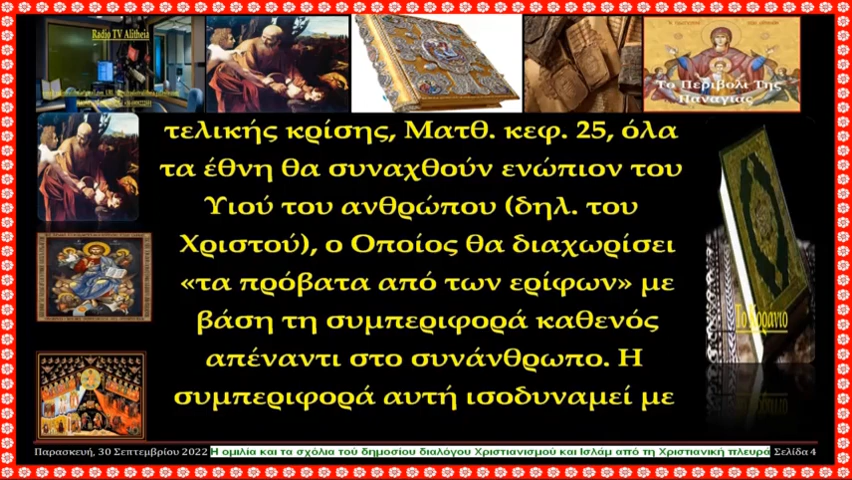 Radio TV Alitheia
Το Περιβολι Της
Παναγιας
τελικής κρίσης, Ματθ. κεφ. 25, όλα
τα έθνη θα συναχθούν ενώπιον του
Υιού του ανθρώπου (δηλ. του
Χριστού), ο Οποίος θα διαχωρίσει
«τα πρόβατα από των ερίφων» με
βάση τη συμπεριφορά καθενός
απέναντι στο συνάνθρωπο. Η
συμπεριφορά αυτή ισοδυναμεί με
Το Κοράνιο
Παρασκευή, 30 Σεπτεμβρίου 2022 Η ομιλία και τα σχόλια τού δημοσίου διαλόγου Χριστιανισμού και Ισλάμ από τη Χριστιανική πλευρά Σελίδα 4